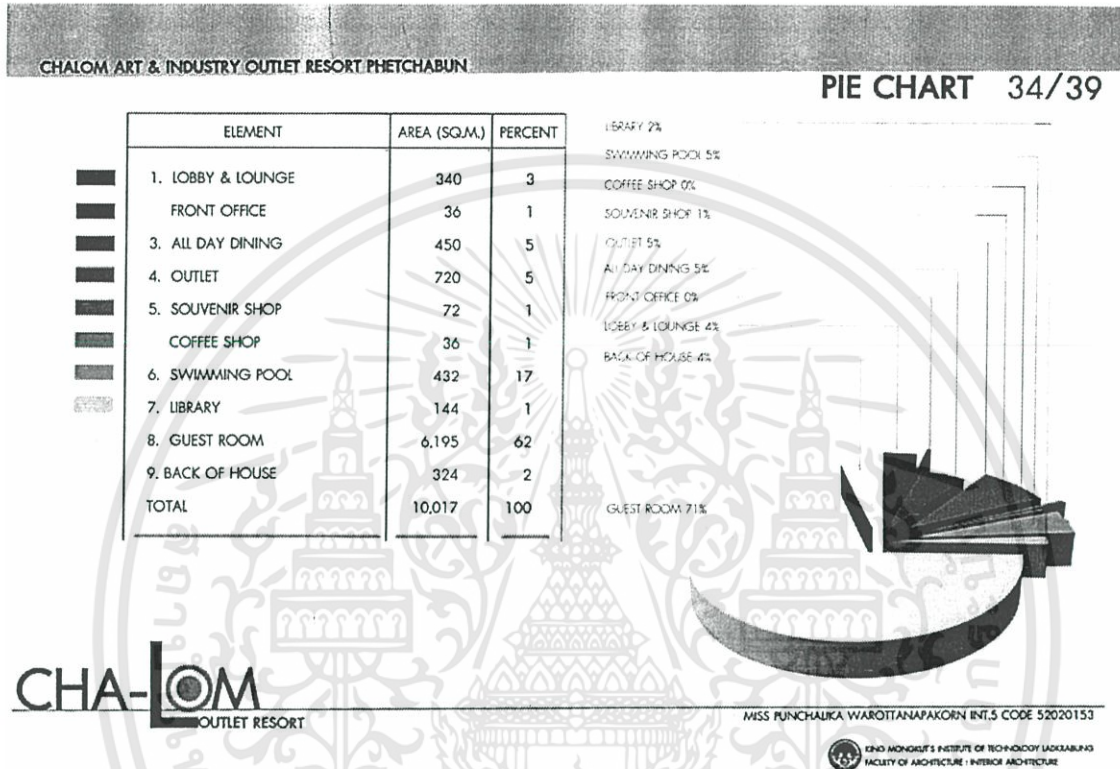 CHALOM ART & INDUSTRY OUTLET RESORT PHETCHABUN
PIE CHART 34/39
ELEMENT AREA (SQ.M.) PERCENT
1. LOBBY & LOUNGE 340 3
FRONT OFFICE 36 1
3. ALL DAY DINING 450 5
4. OUTLET 720 5
5. SOUVENIR SHOP 72 1
COFFEE SHOP 36 1
6. SWIMMING POOL 432 17
7. LIBRARY 144 1
8. GUEST ROOM 6,195 62
9. BACK OF HOUSE 324 2
TOTAL 10,017 100
LIBRARY 2%
SWIMMING POOL 5%
COFFEE SHOP 0%
SOUVENIR SHOP 1%
OUTLET 5%
ALL DAY DINING 5%
FRONT OFFICE 0%
LOBBY & LOUNGE 4%
BACK OF HOUSE 4%
GUEST ROOM 71%
CHA-LOM
OUTLET RESORT
MISS PUNCHALIKA WAROTTANAPAKORN INT.5 CODE 52020153
KING MONGKUT'S INSTITUTE OF TECHNOLOGY LADKRABANG
FACULTY OF ARCHITECTURE : INTERIOR ARCHITECTURE